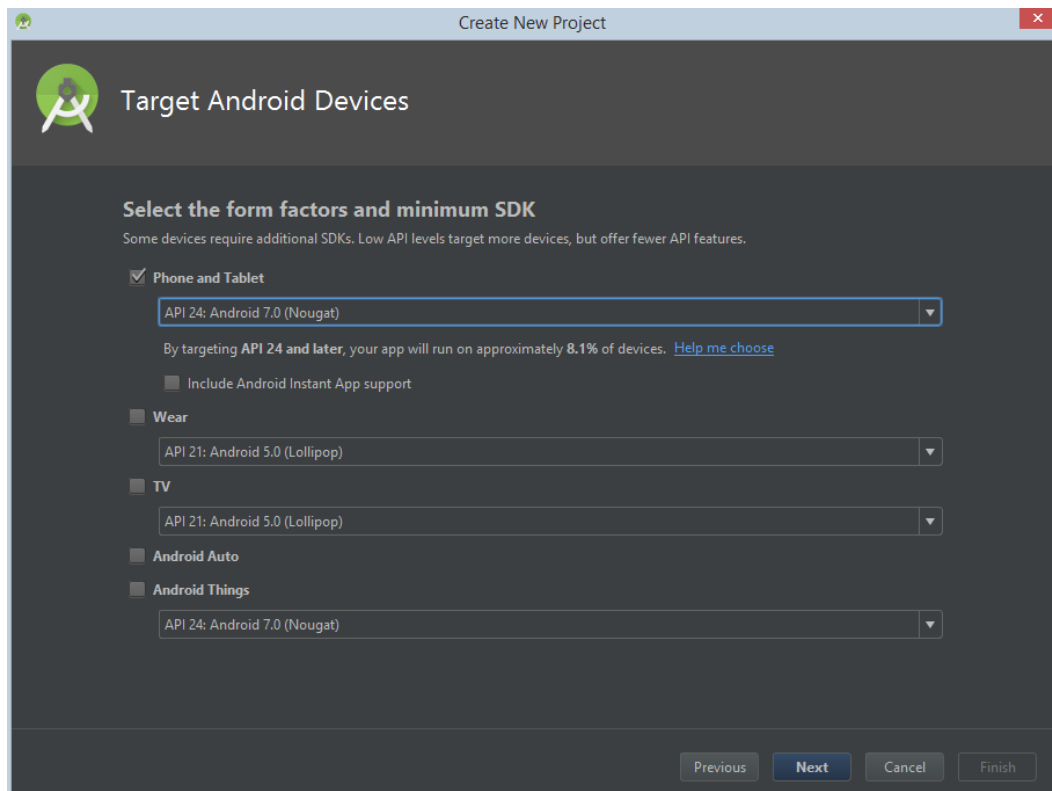 Create New Project
Target Android Devices
Select the form factors and minimum SDK
Some devices require additional SDKs. Low API levels target more devices, but offer fewer API features.
Phone and Tablet
API 24: Android 7.0 (Nougat)
By targeting API 24 and later, your app will run on approximately 8.1% of devices. Help me choose
Include Android Instant App support
Wear
API 21: Android 5.0 (Lollipop)
TV
API 21: Android 5.0 (Lollipop)
Android Auto
Android Things
API 24: Android 7.0 (Nougat)
Previous Next Cancel Finish